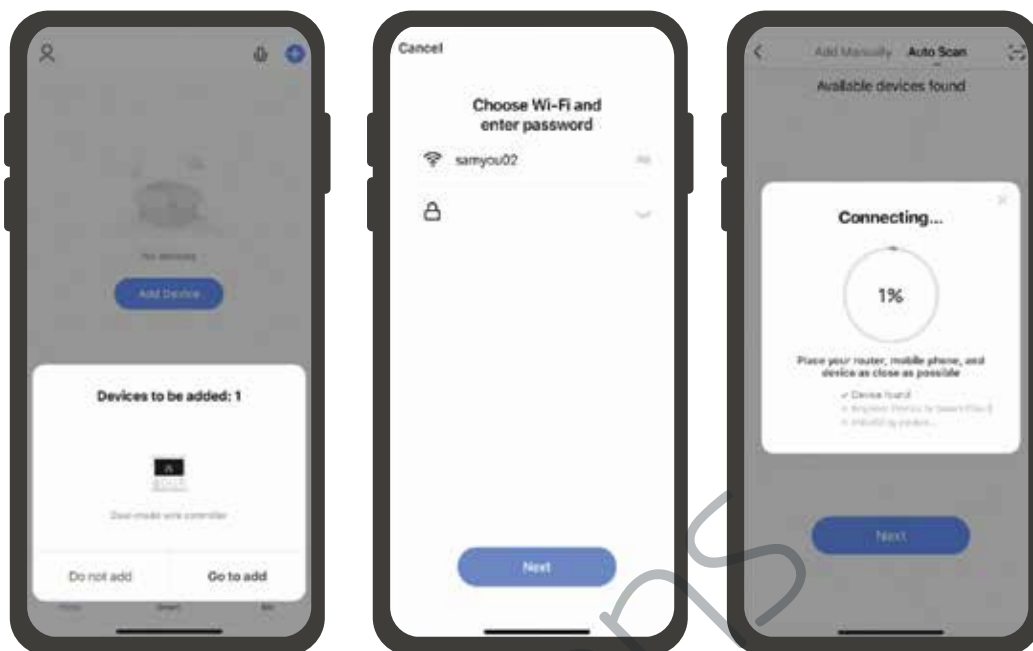 No devices
Add Device
Devices to be added: 1
Dual-mode wire controller
Do not add
Go to add
Cancel
Choose Wi-Fi and
enter password
samyou02
Next
Add Manually
Auto Scan
Available devices found
Connecting...
1%
Place your router, mobile phone, and
device as close as possible
Device found
Next